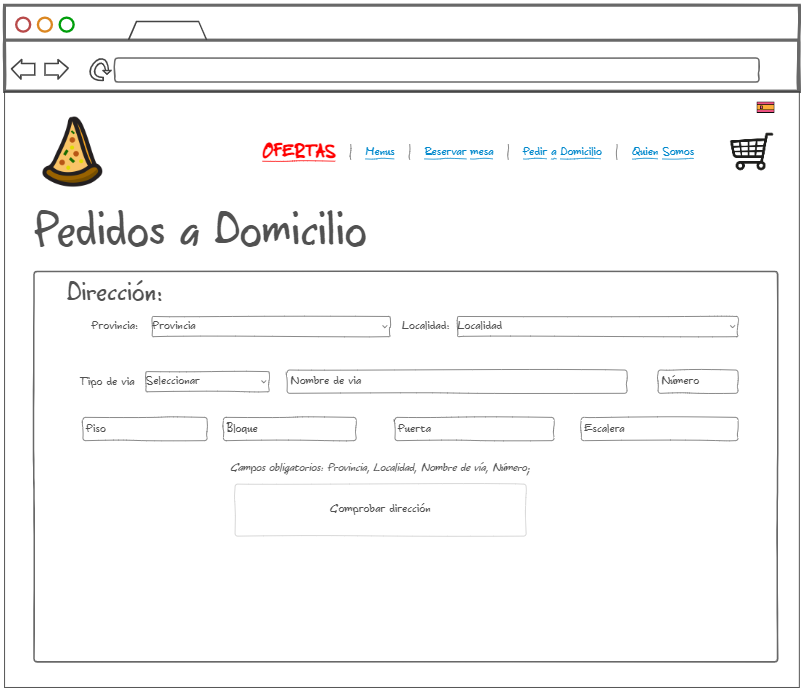 OFERTAS | Menus | Reservar mesa | Pedir a Domicilio | Quien Somos
Pedidos a Domicilio
Dirección:
Provincia: Provincia Localidad: Localidad
Tipo de via Seleccionar Nombre de via Número
Piso Bloque Puerta Escalera
Campos obligatorios: Provincia, Localidad, Nombre de vía, Número;
Comprobar dirección